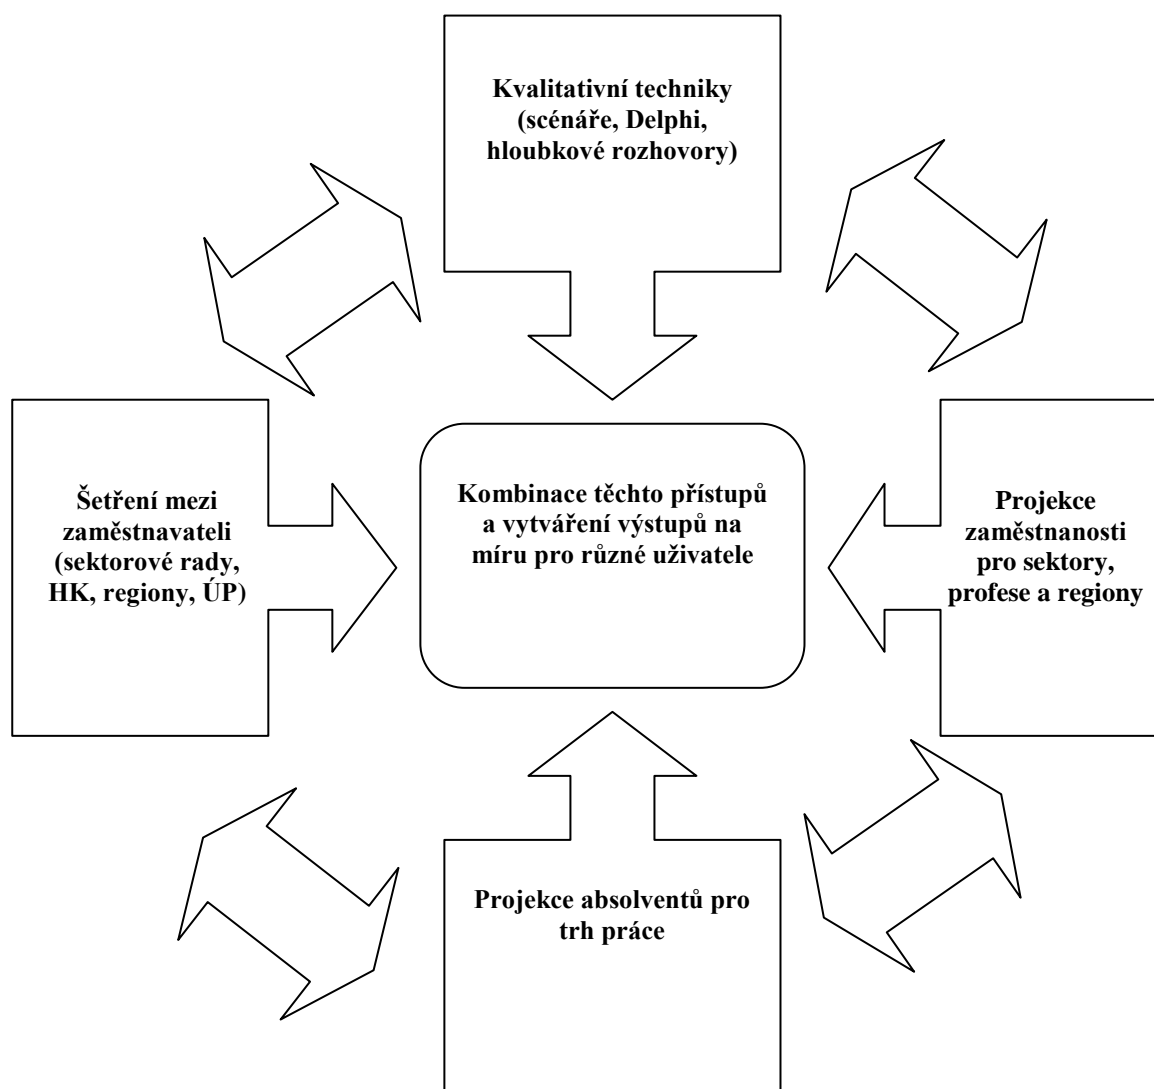 Kvalitativní techniky
(scénáře, Delphi,
hloubkové rozhovory)
Šetření mezi
zaměstnavateli
(sektorové rady,
HK, regiony, ÚP)
Kombinace těchto přístupů
a vytváření výstupů na
míru pro různé uživatele
Projekce
zaměstnanosti
pro sektory,
profese a regiony
Projekce absolventů pro
trh práce